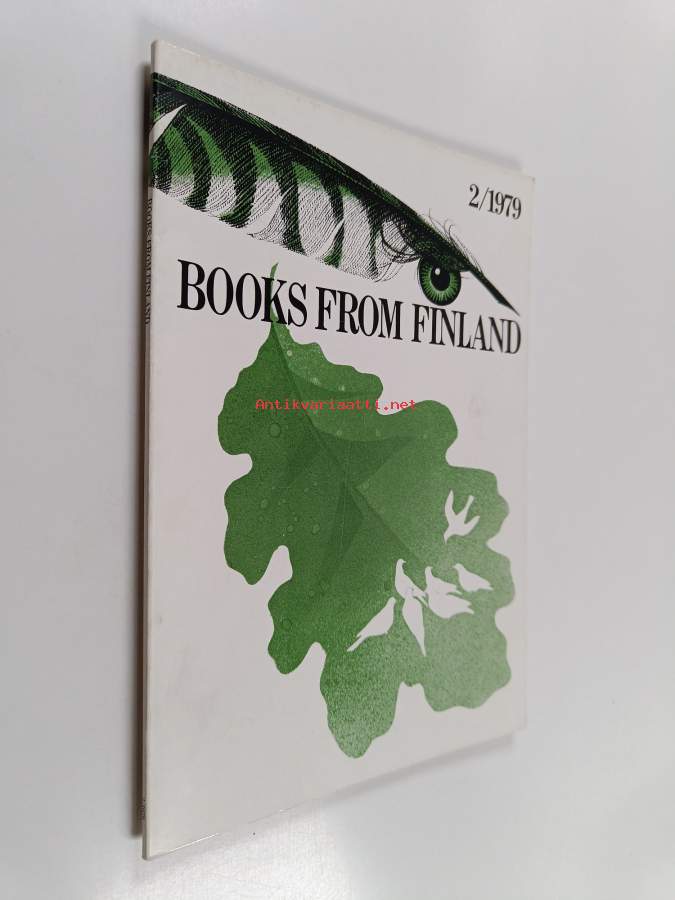 2/1979
BOOKS FROM FINLAND
Antikvariaatti.net
BOOKS FROM FINLAND